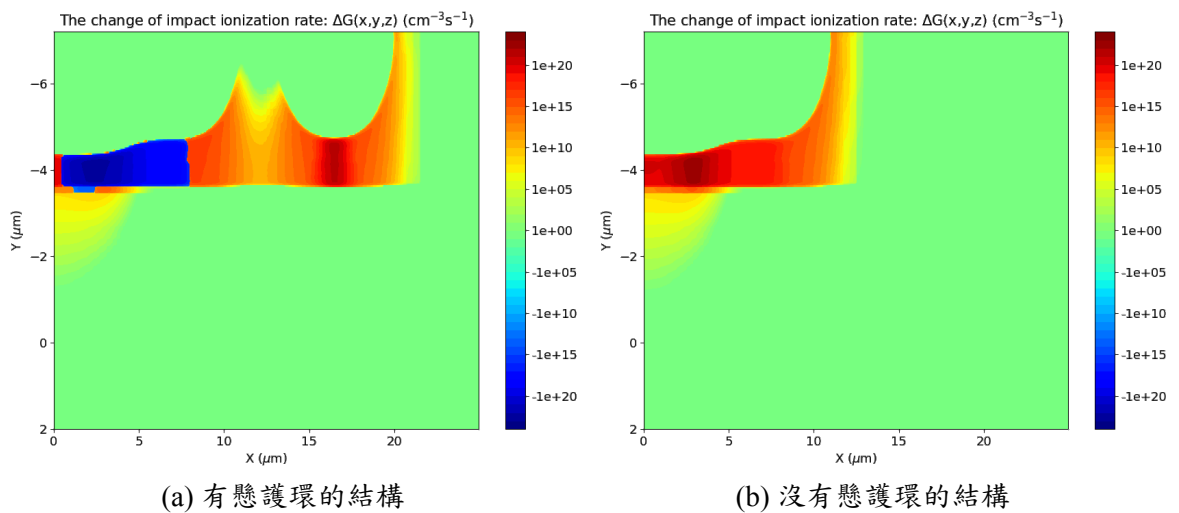 The change of impact ionization rate: ΔG(x,y,z) (cm⁻³s⁻¹)
1e+20
1e+15
1e+10
1e+05
1e+00
-1e+05
-1e+10
-1e+15
-1e+20
−6
−4
−2
0
2
Y (μm)
0 5 10 15 20
X (μm)
(a) 有懸護環的結構
The change of impact ionization rate: ΔG(x,y,z) (cm⁻³s⁻¹)
1e+20
1e+15
1e+10
1e+05
1e+00
-1e+05
-1e+10
-1e+15
-1e+20
−6
−4
−2
0
2
Y (μm)
0 5 10 15 20
X (μm)
(b) 沒有懸護環的結構